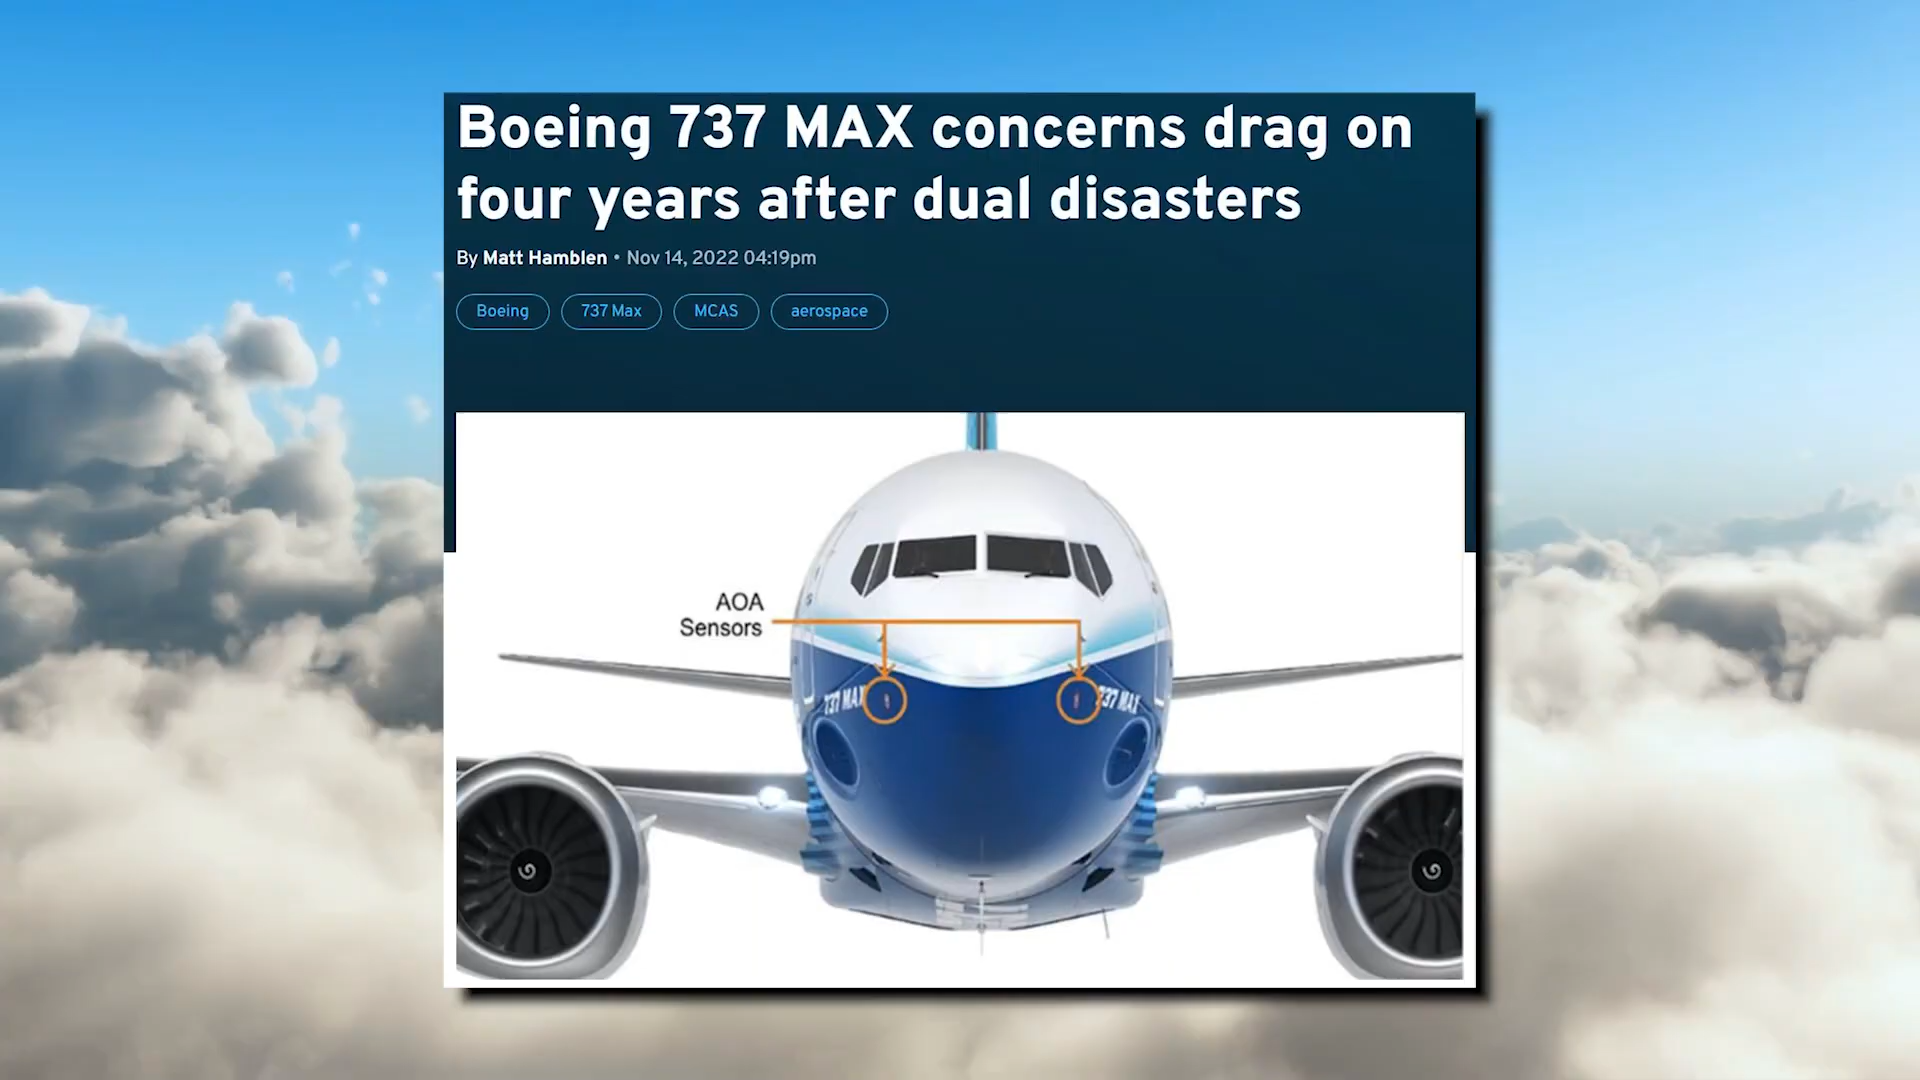 Boeing 737 MAX concerns drag on
four years after dual disasters
By Matt Hamblen • Nov 14, 2022 04:19pm
Boeing 737 Max MCAS aerospace
AOA
Sensors
737 MAX 737 MAX